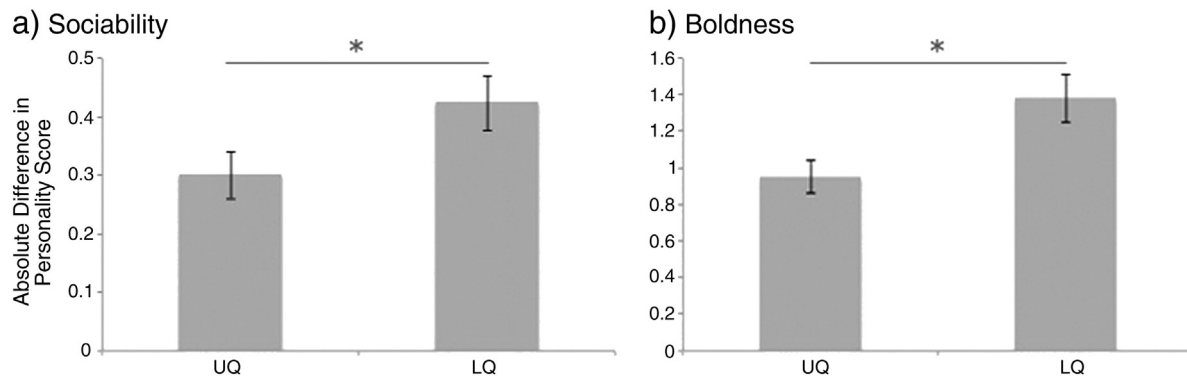 a) Sociability
*
Absolute Difference in
Personality Score
0.5
0.4
0.3
0.2
0.1
0
UQ
LQ
b) Boldness
*
1.6
1.4
1.2
1
0.8
0.6
0.4
0.2
0
UQ
LQ